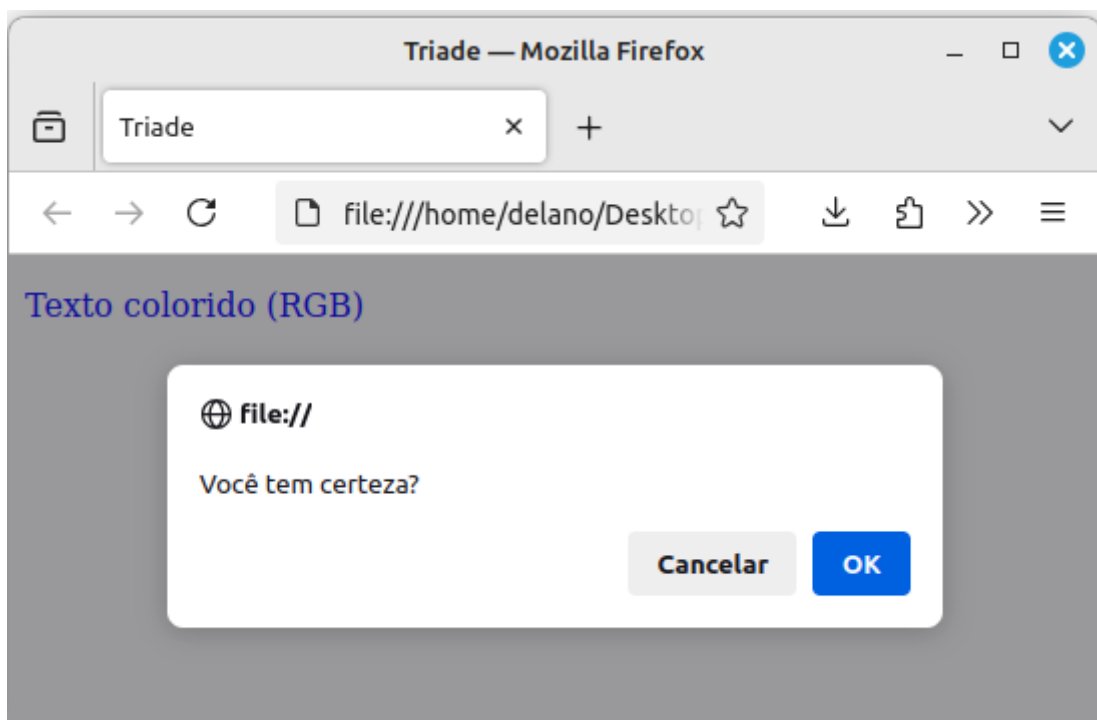 Triade — Mozilla Firefox
Triade
file:///home/delano/Deskto
Texto colorido (RGB)
file://
Você tem certeza?
Cancelar OK